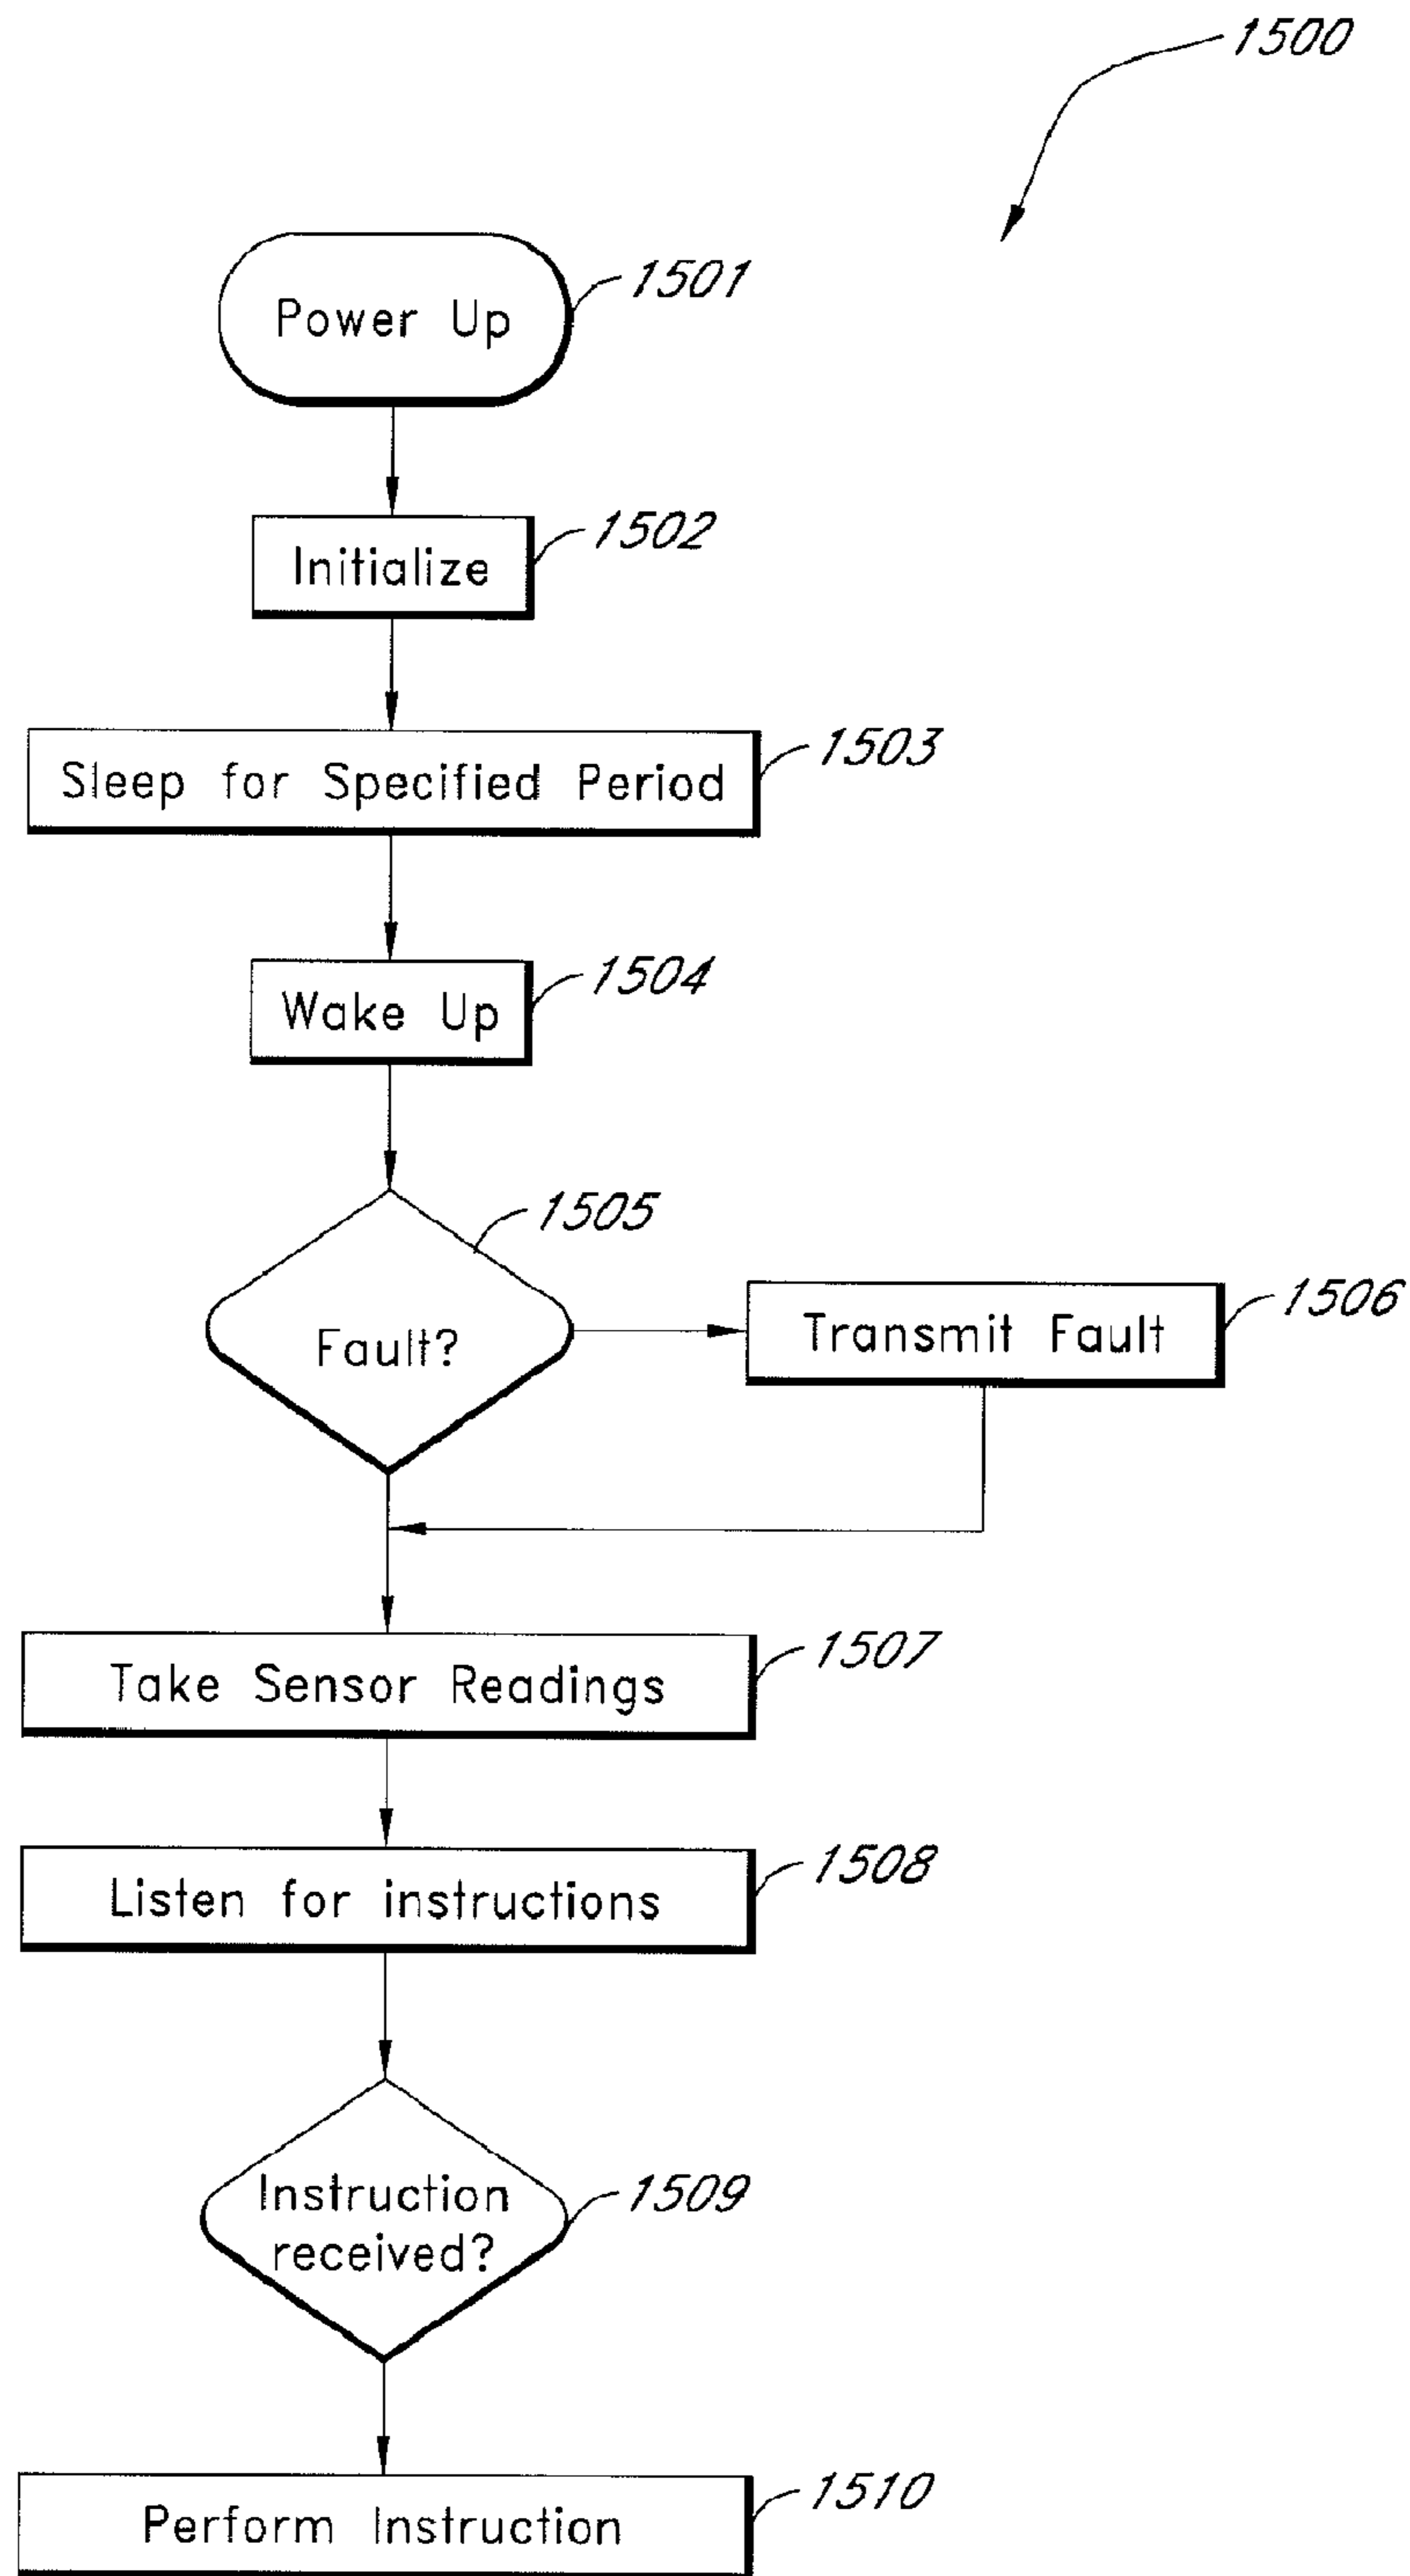 1500
Power Up
1501
Initialize
1502
Sleep for Specified Period
1503
Wake Up
1504
Fault?
1505
Transmit Fault
1506
Take Sensor Readings
1507
Listen for instructions
1508
Instruction
received?
1509
Perform Instruction
1510